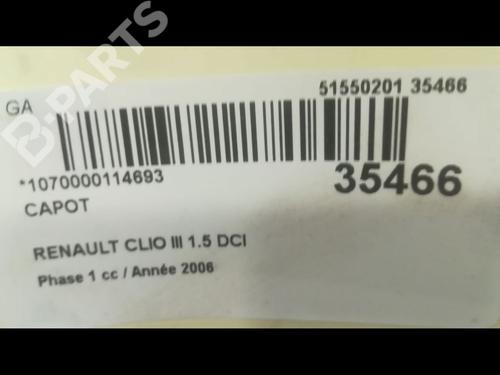 GA
51550201 35466
*1070000114693
35466
CAPOT
RENAULT CLIO III 1.5 DCI
Phase 1 cc / Année 2006
B-PARTS